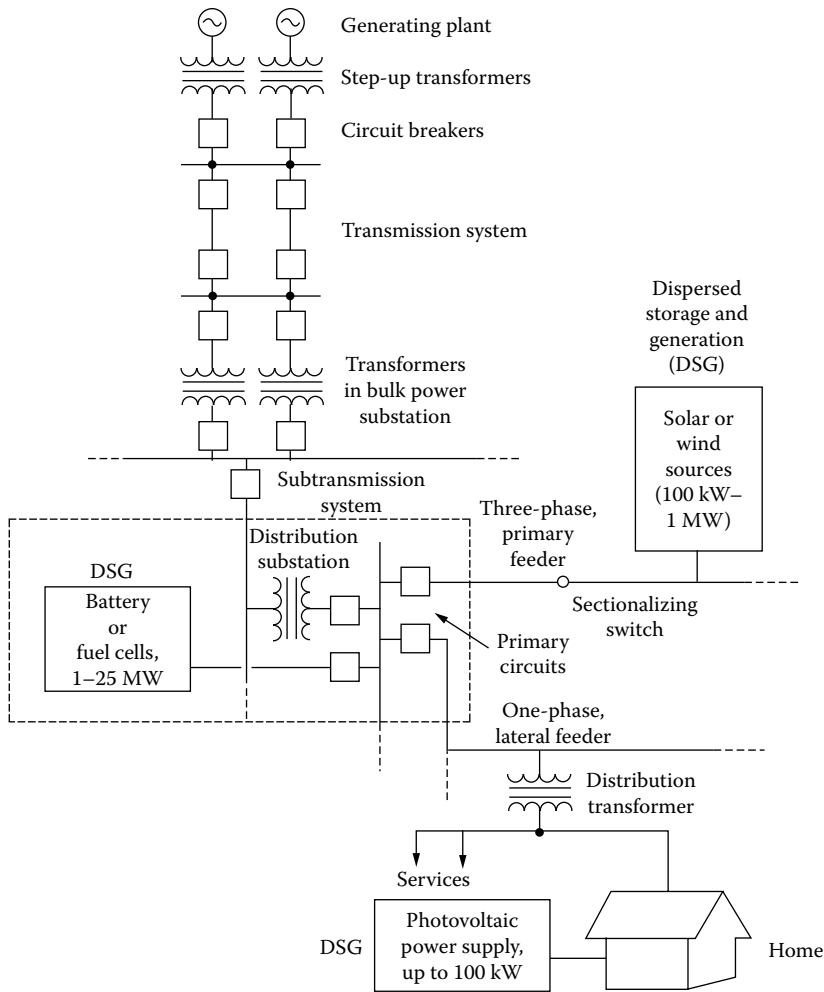 Generating plant
Step-up transformers
Circuit breakers
Transmission system
Dispersed
storage and
generation
(DSG)
Transformers
in bulk power
substation
Solar or
wind
sources
(100 kW–
1 MW)
Subtransmission
system
Three-phase,
primary
feeder
Distribution
substation
DSG
Battery
or
fuel cells,
1–25 MW
Sectionalizing
switch
Primary
circuits
One-phase,
lateral feeder
Distribution
transformer
Services
DSG
Photovoltaic
power supply,
up to 100 kW
Home